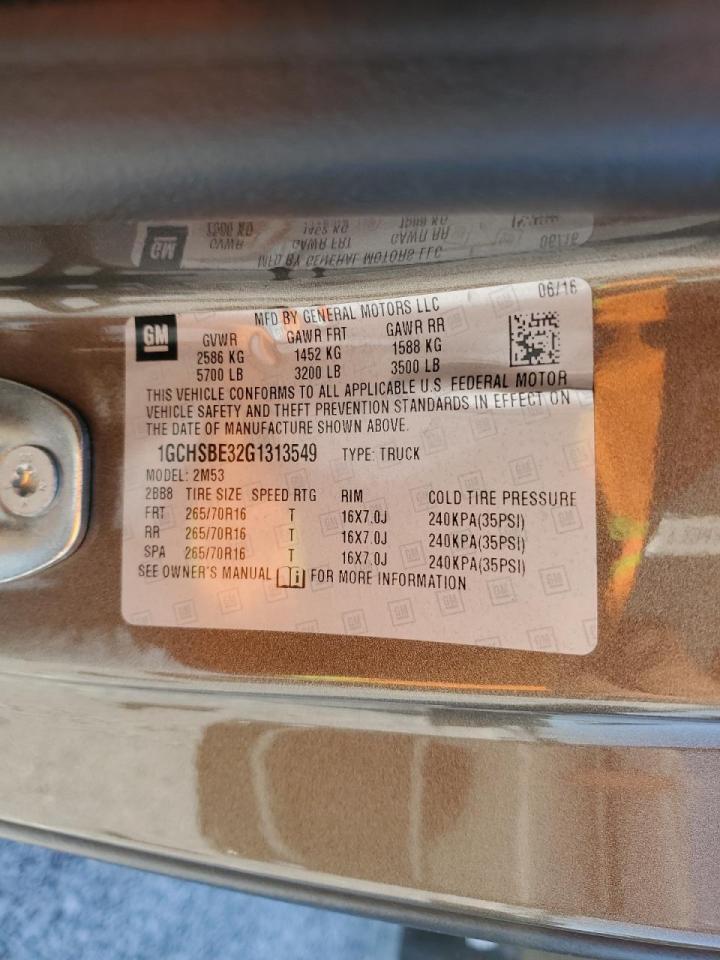 MFD BY GENERAL MOTORS LLC 06/16
GM
GVWR GAWR FRT GAWR RR
2586 KG 1452 KG 1588 KG
5700 LB 3200 LB 3500 LB
THIS VEHICLE CONFORMS TO ALL APPLICABLE U.S. FEDERAL MOTOR
VEHICLE SAFETY AND THEFT PREVENTION STANDARDS IN EFFECT ON
THE DATE OF MANUFACTURE SHOWN ABOVE.
1GCHSBE32G1313549 TYPE: TRUCK
MODEL: 2M53
2BB8 TIRE SIZE SPEED RTG RIM COLD TIRE PRESSURE
FRT 265/70R16 T 16X7.0J 240KPA(35PSI)
RR 265/70R16 T 16X7.0J 240KPA(35PSI)
SPA 265/70R16 T 16X7.0J 240KPA(35PSI)
SEE OWNER'S MANUAL FOR MORE INFORMATION